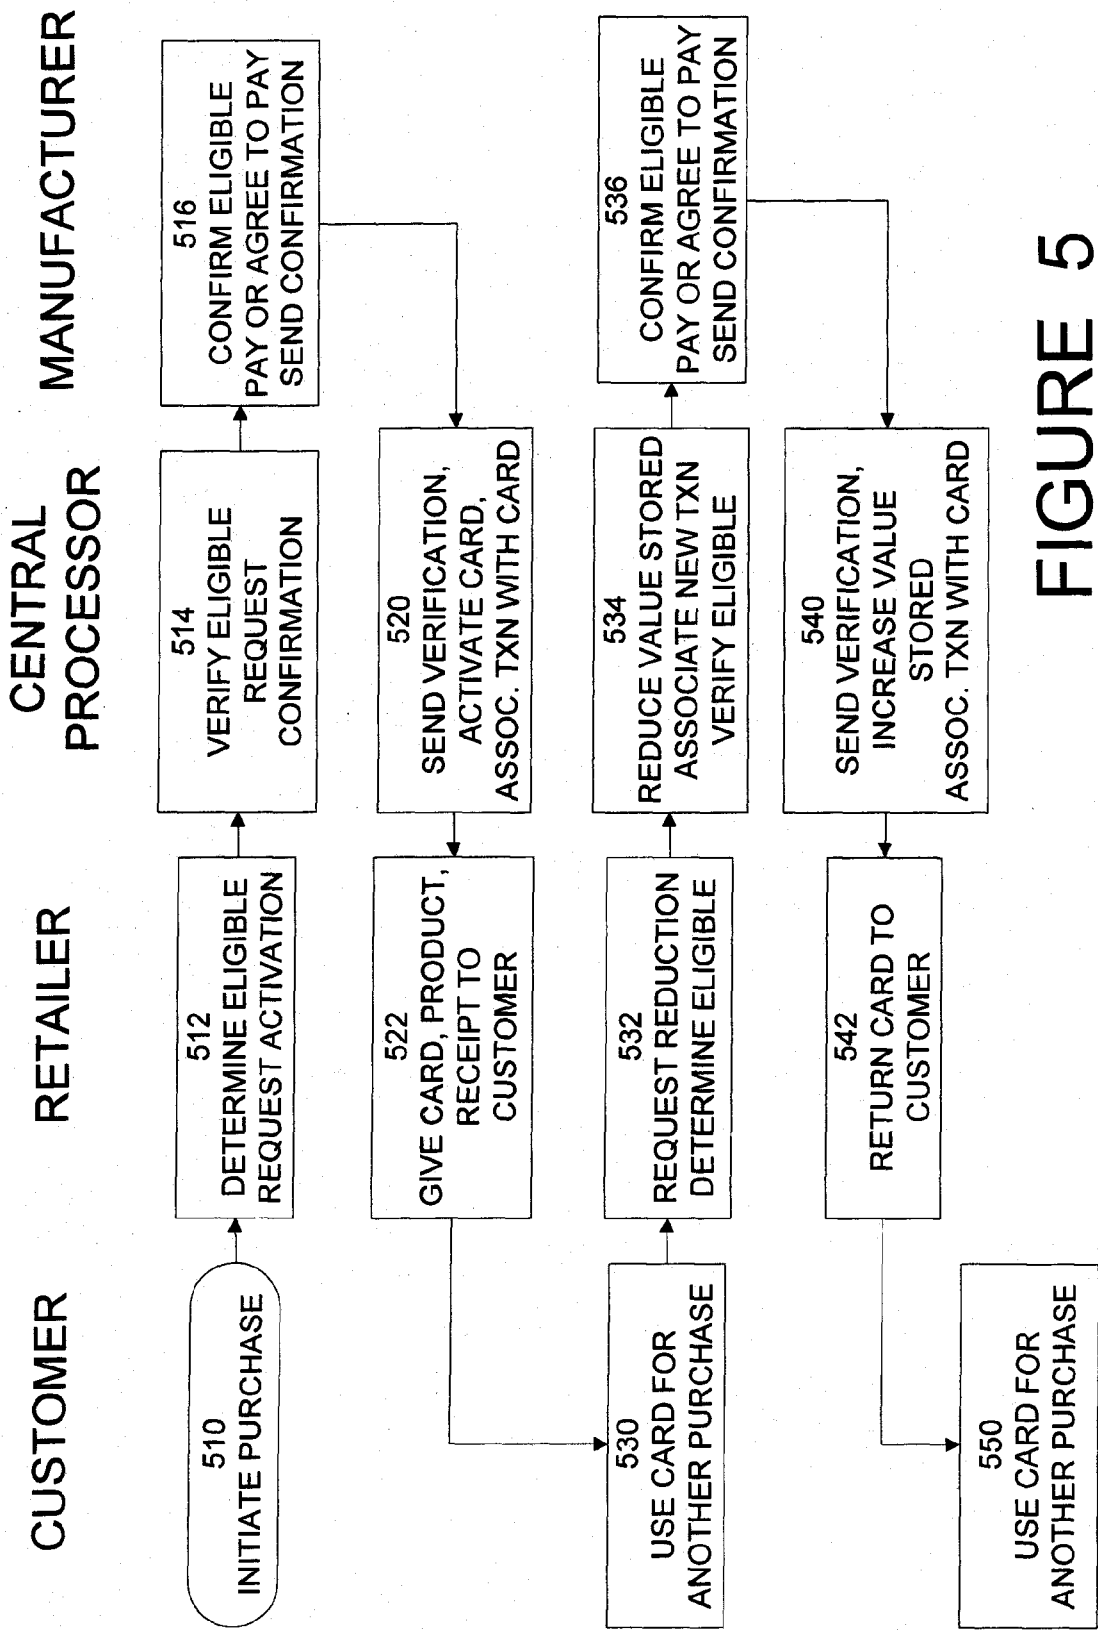 CUSTOMER
RETAILER
CENTRAL
PROCESSOR
MANUFACTURER
510
INITIATE PURCHASE
512
DETERMINE ELIGIBLE
REQUEST ACTIVATION
514
VERIFY ELIGIBLE
REQUEST
CONFIRMATION
516
CONFIRM ELIGIBLE
PAY OR AGREE TO PAY
SEND CONFIRMATION
520
SEND VERIFICATION,
ACTIVATE CARD,
ASSOC. TXN WITH CARD
522
GIVE CARD, PRODUCT,
RECEIPT TO
CUSTOMER
530
USE CARD FOR
ANOTHER PURCHASE
532
REQUEST REDUCTION
DETERMINE ELIGIBLE
534
REDUCE VALUE STORED
ASSOCIATE NEW TXN
VERIFY ELIGIBLE
536
CONFIRM ELIGIBLE
PAY OR AGREE TO PAY
SEND CONFIRMATION
540
SEND VERIFICATION,
INCREASE VALUE
STORED
ASSOC. TXN WITH CARD
542
RETURN CARD TO
CUSTOMER
550
USE CARD FOR
ANOTHER PURCHASE
FIGURE 5